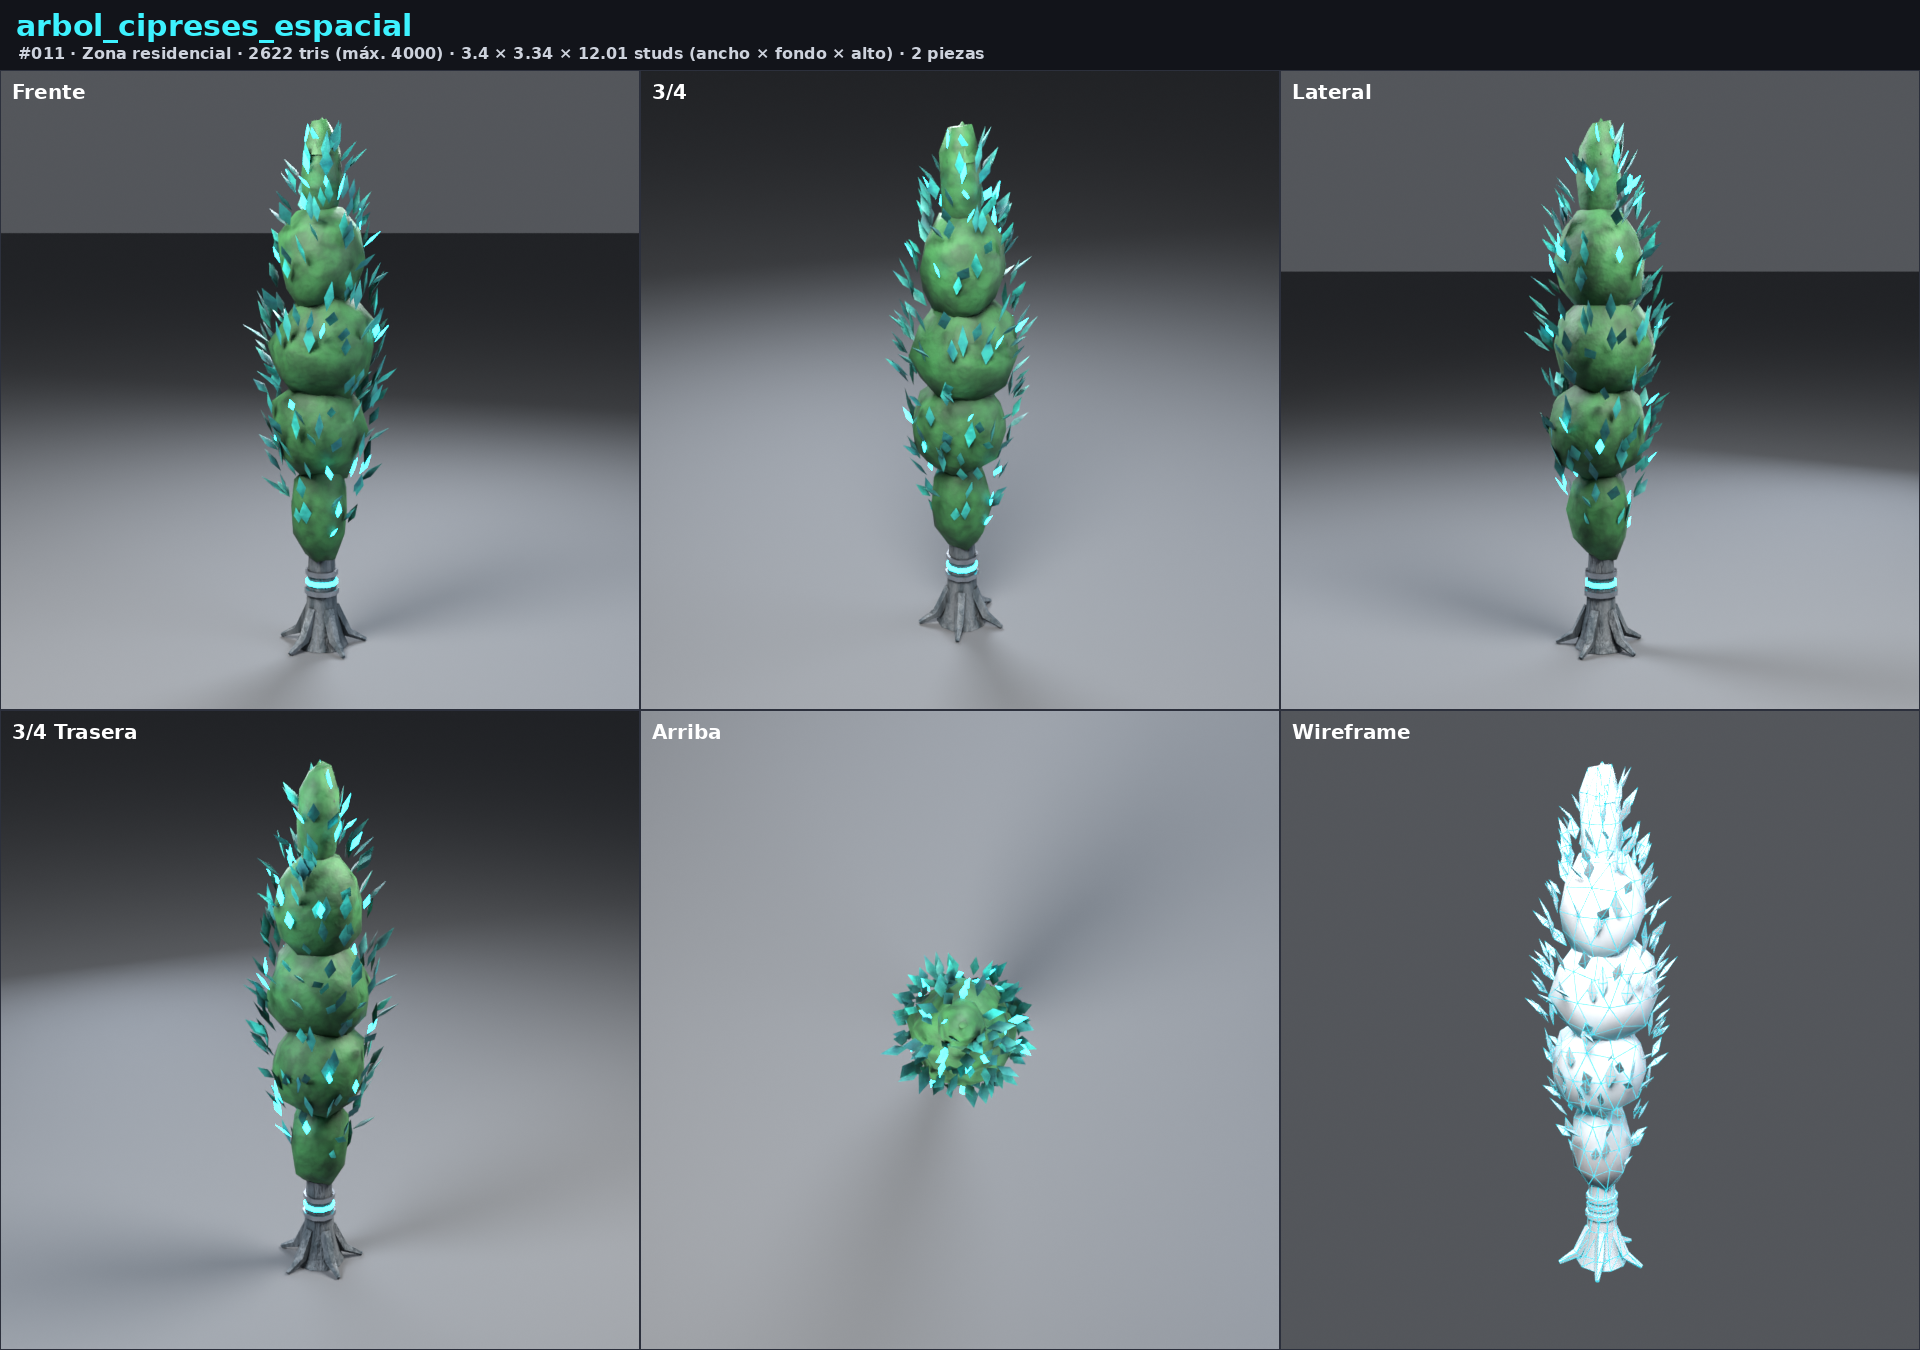 arbol_cipreses_espacial
#011 · Zona residencial · 2622 tris (máx. 4000) · 3.4 × 3.34 × 12.01 studs (ancho × fondo × alto) · 2 piezas
Frente
3/4
Lateral
3/4 Trasera
Arriba
Wireframe